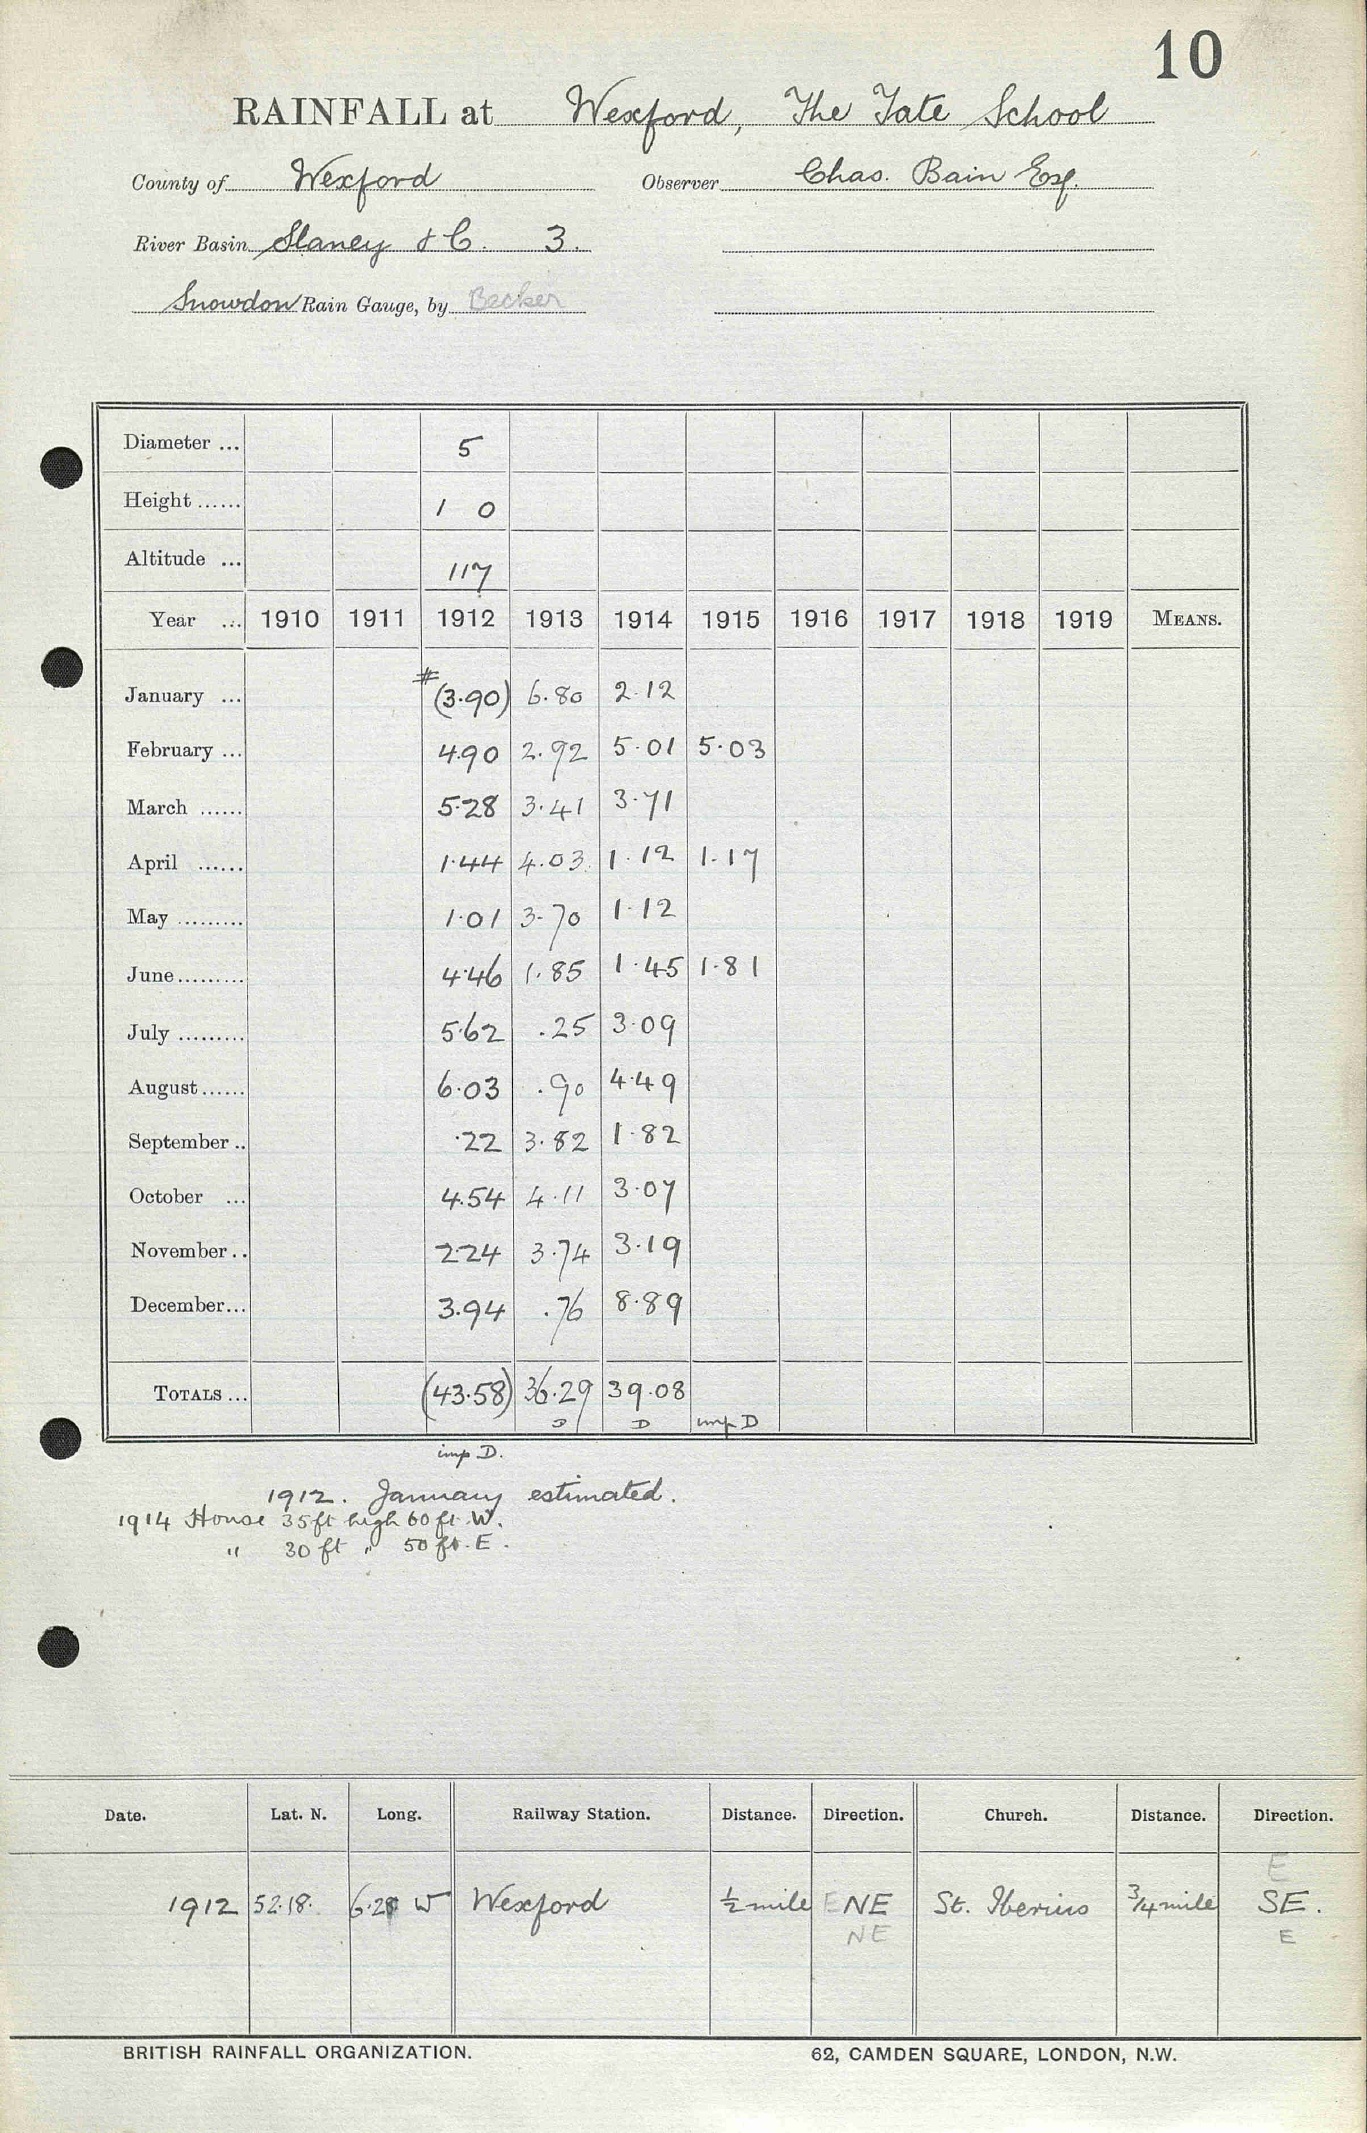 10
RAINFALL at Wexford, The Tate School
County of Wexford Observer Chas. Bain Esq.
River Basin Slaney & C. 3.
Snowdon Rain Gauge, by Becker
Diameter ... 5
Height ...... 1 0
Altitude ... 117
Year ... 1910 1911 1912 1913 1914 1915 1916 1917 1918 1919 MEANS.
January ... # (3.90) 6.80 2.12
February ... 4.90 2.92 5.01 5.03
March ...... 5.28 3.41 3.71
April ...... 1.44 4.03 1.12 1.17
May ......... 1.01 3.70 1.12
June ......... 4.46 1.85 1.45 1.81
July ......... 5.62 .25 3.09
August ...... 6.03 .90 4.49
September .. .22 3.82 1.82
October ... 4.54 4.11 3.07
November .. 2.24 3.74 3.19
December ... 3.94 .76 8.89
TOTALS ... (43.58) 36.29 39.08
D D imp D
imp D.
1912. January estimated.
1914 House 35ft high 60ft W.
" 30 ft " 50 ft. E.
Date. Lat. N. Long. Railway Station. Distance. Direction. Church. Distance. Direction.
E
1912 52.18. W Wexford ½ mile E NE St. Iberius ¾ mile SE.
NE E
BRITISH RAINFALL ORGANIZATION. 62, CAMDEN SQUARE, LONDON, N.W.